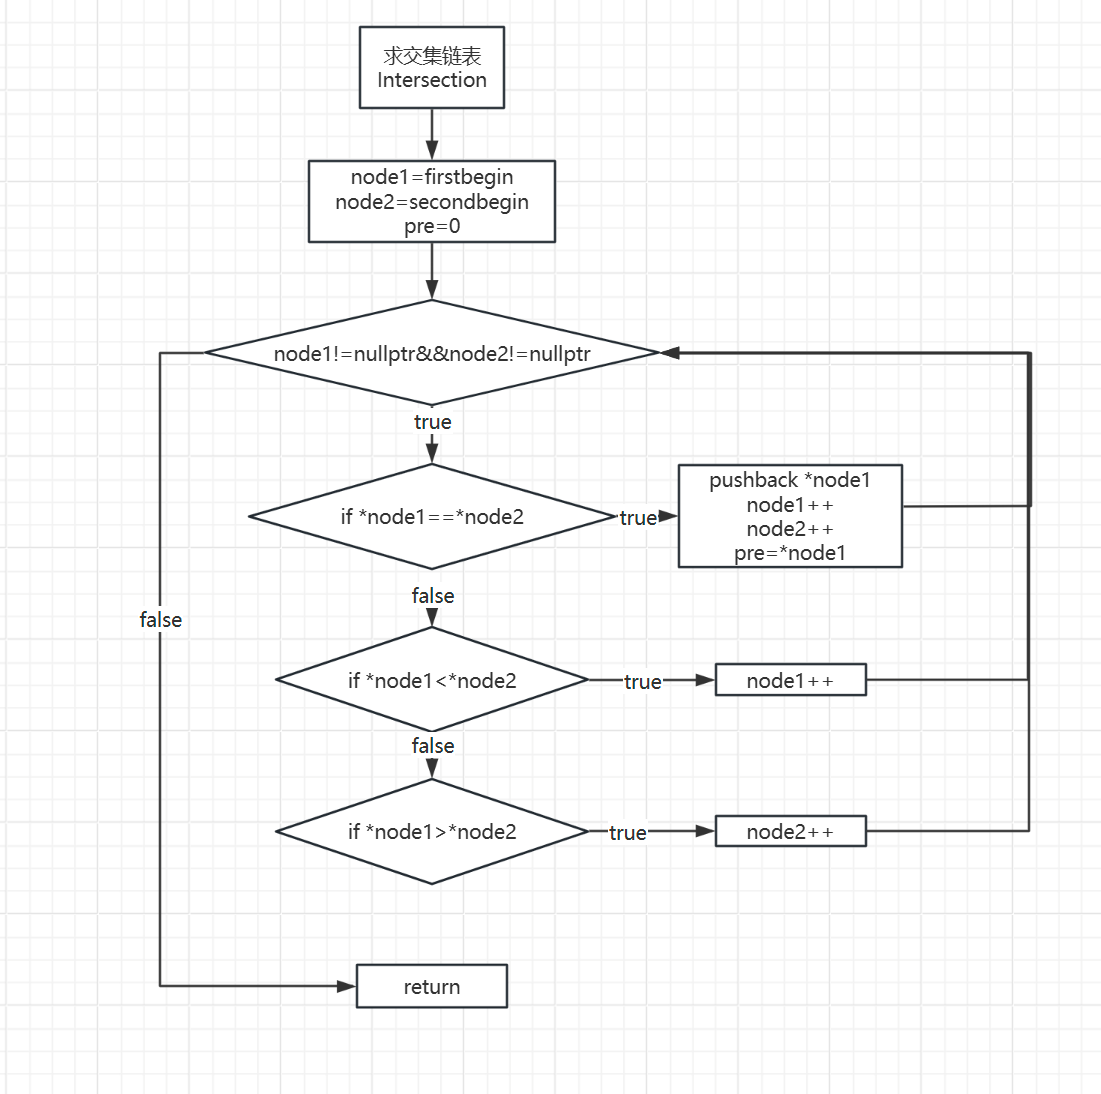 求交集链表
Intersection
node1=firstbegin
node2=secondbegin
pre=0
node1!=nullptr&&node2!=nullptr
true
if *node1==*node2
true
pushback *node1
node1++
node2++
pre=*node1
false
false
if *node1<*node2
true
node1++
false
if *node1>*node2
true
node2++
return